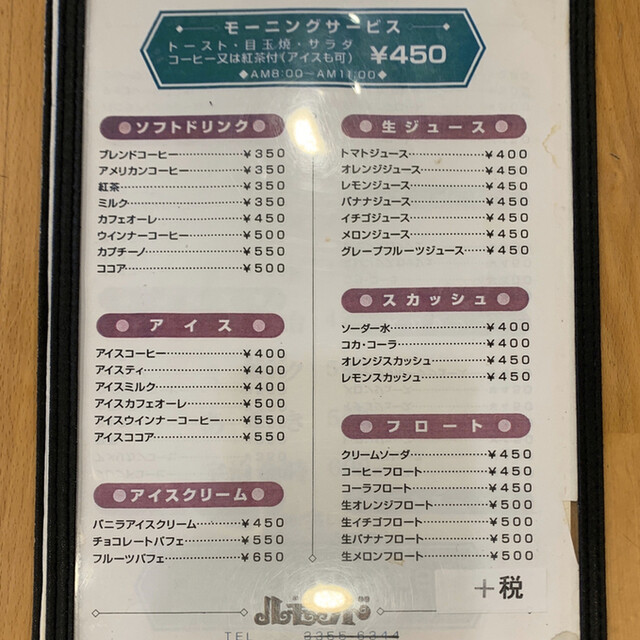 モーニングサービス
トースト・目玉焼・サラダ
コーヒー又は紅茶付(アイスも可) ¥450
◆AM8:00〜AM11:00◆
ソフトドリンク
ブレンドコーヒー ¥350
アメリカンコーヒー ¥350
紅茶 ¥350
ミルク ¥350
カフェオーレ ¥450
ウインナーコーヒー ¥500
カプチーノ ¥550
ココア ¥500
アイス
アイスコーヒー ¥400
アイスティ ¥400
アイスミルク ¥400
アイスカフェオーレ ¥500
アイスウインナーコーヒー ¥550
アイスココア ¥550
アイスクリーム
バニラアイスクリーム ¥450
チョコレートパフェ ¥550
フルーツパフェ ¥650
生ジュース
トマトジュース ¥400
オレンジジュース ¥450
レモンジュース ¥450
バナナジュース ¥450
イチゴジュース ¥450
メロンジュース ¥450
グレープフルーツジュース ¥450
スカッシュ
ソーダー水 ¥400
コカ・コーラ ¥400
オレンジスカッシュ ¥450
レモンスカッシュ ¥450
フロート
クリームソーダ ¥450
コーヒーフロート ¥450
コーラフロート ¥450
生オレンジフロート ¥500
生イチゴフロート ¥500
生バナナフロート ¥500
生メロンフロート ¥500
+税
TEL 3355-6344